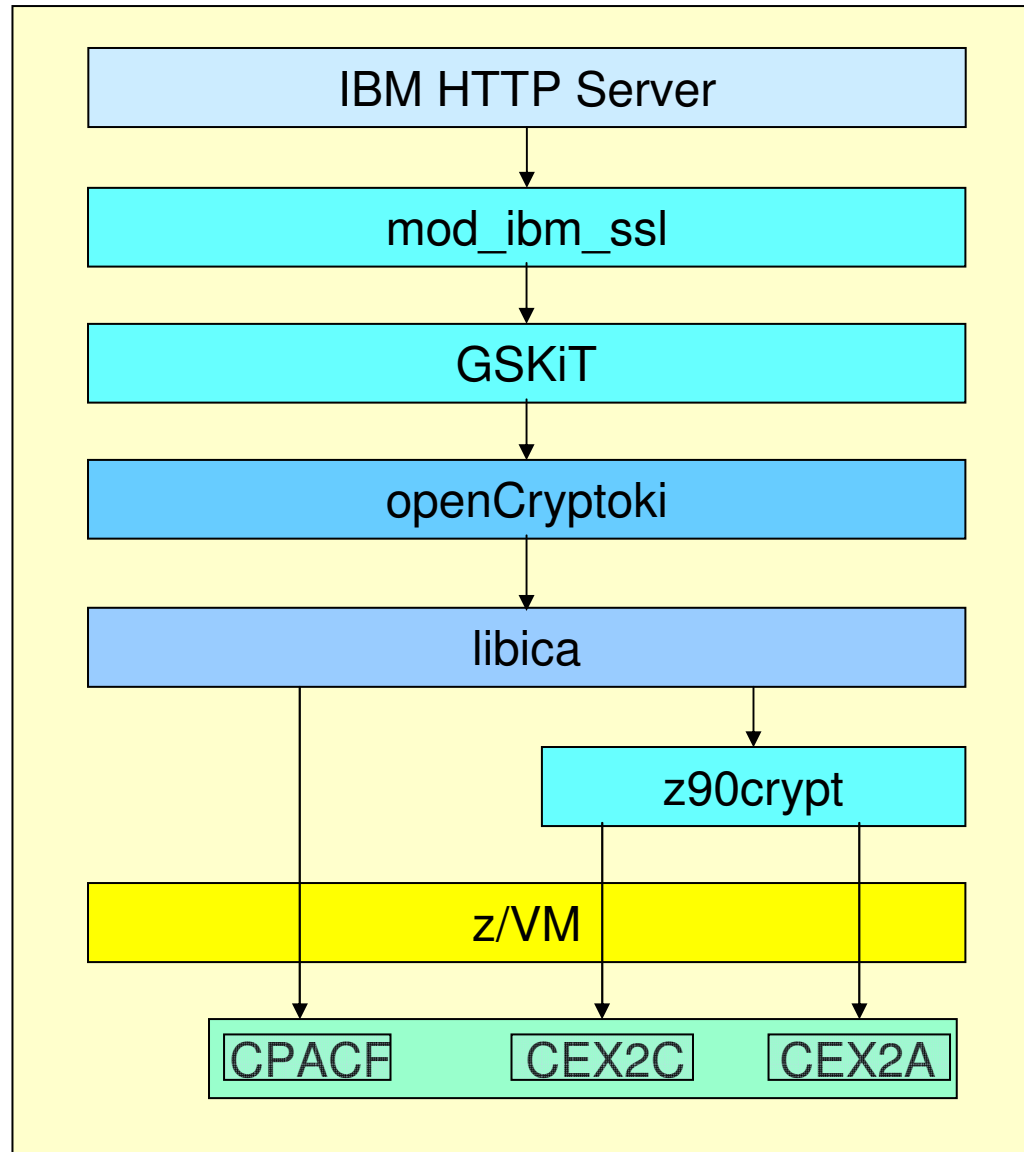 IBM HTTP Server
mod_ibm_ssl
GSKiT
openCryptoki
libica
z90crypt
z/VM
CPACF CEX2C CEX2A